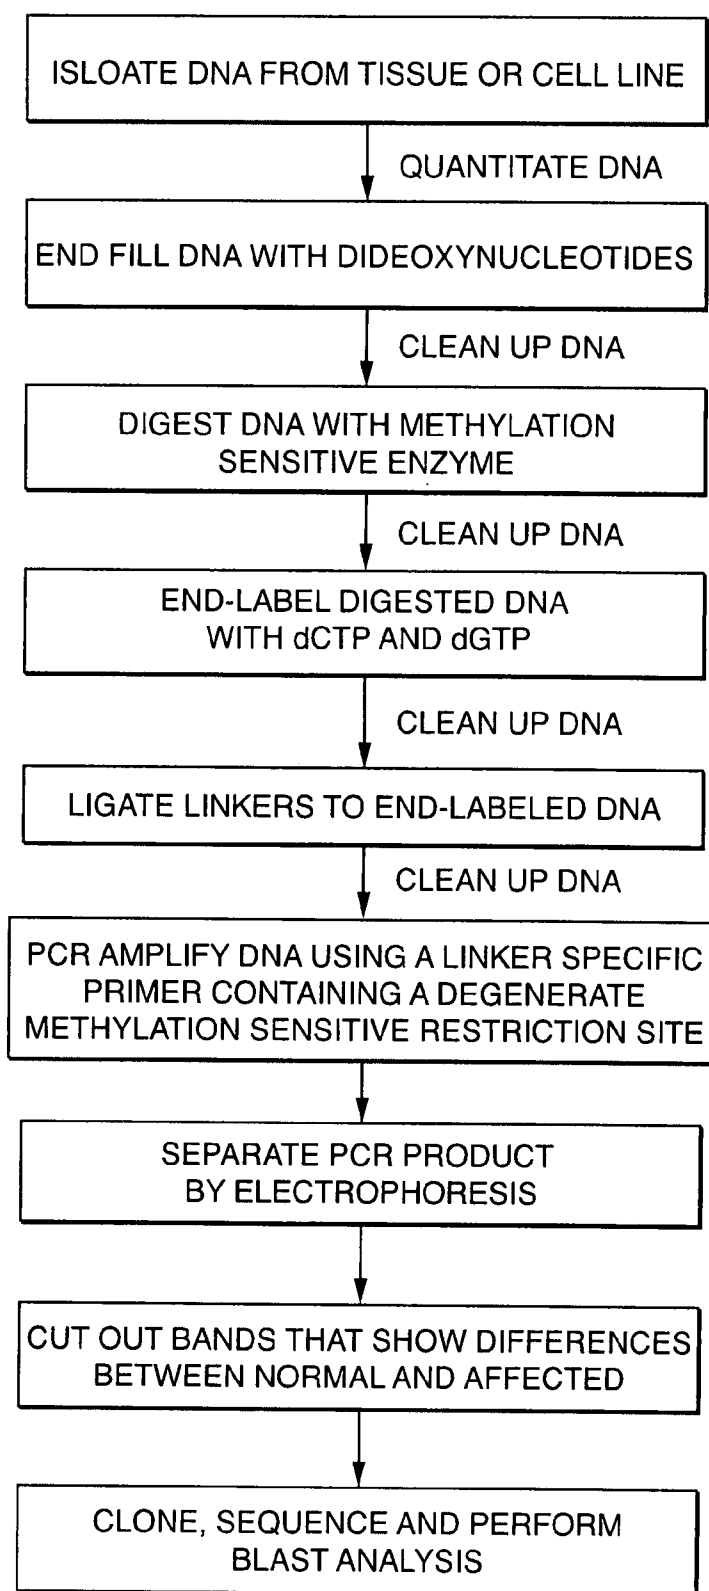 ISLOATE DNA FROM TISSUE OR CELL LINE
QUANTITATE DNA
END FILL DNA WITH DIDEOXYNUCLEOTIDES
CLEAN UP DNA
DIGEST DNA WITH METHYLATION
SENSITIVE ENZYME
CLEAN UP DNA
END-LABEL DIGESTED DNA
WITH dCTP AND dGTP
CLEAN UP DNA
LIGATE LINKERS TO END-LABELED DNA
CLEAN UP DNA
PCR AMPLIFY DNA USING A LINKER SPECIFIC
PRIMER CONTAINING A DEGENERATE
METHYLATION SENSITIVE RESTRICTION SITE
SEPARATE PCR PRODUCT
BY ELECTROPHORESIS
CUT OUT BANDS THAT SHOW DIFFERENCES
BETWEEN NORMAL AND AFFECTED
CLONE, SEQUENCE AND PERFORM
BLAST ANALYSIS